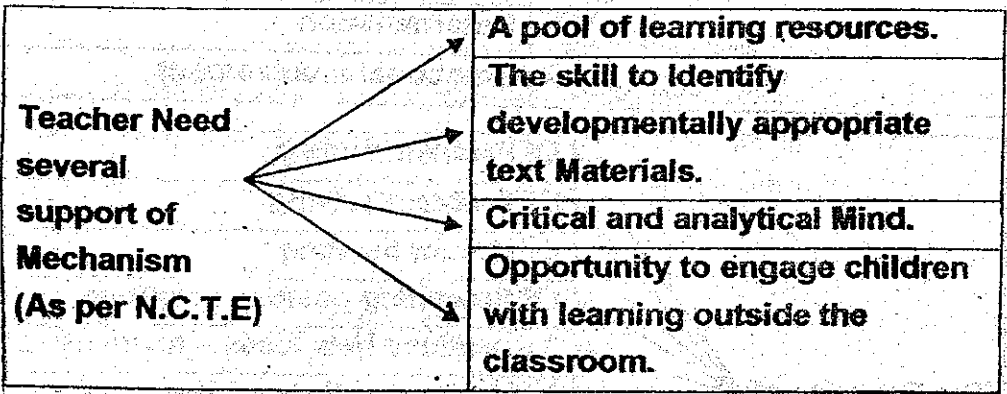 Teacher Need
several
support of
Mechanism
(As per N.C.T.E)
A pool of learning resources.
The skill to Identify
developmentally appropriate
text Materials.
Critical and analytical Mind.
Opportunity to engage children
with learning outside the
classroom.